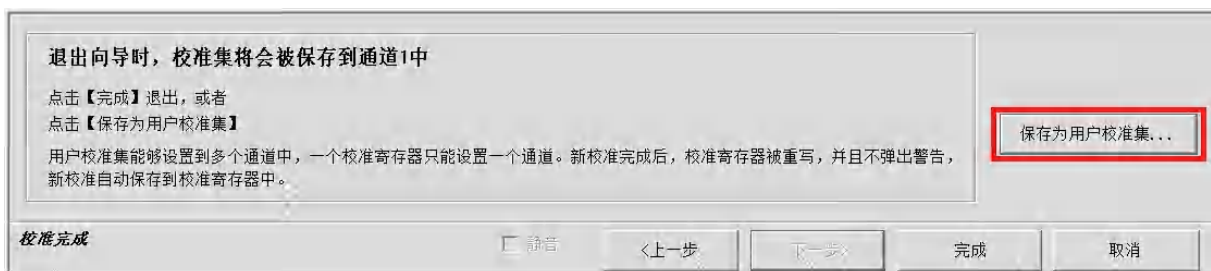 退出向导时，校准集将会被保存到通道1中
点击【完成】退出，或者
点击【保存为用户校准集】
用户校准集能够设置到多个通道中，一个校准寄存器只能设置一个通道。新校准完成后，校准寄存器被重写，并且不弹出警告，
新校准自动保存到校准寄存器中。
保存为用户校准集...
校准完成
静音
<上一步
下一步>
完成
取消